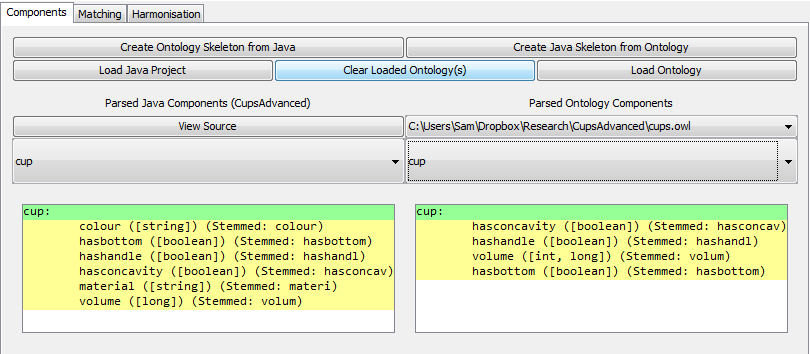 Components Matching Harmonisation
Create Ontology Skeleton from Java Create Java Skeleton from Ontology
Load Java Project Clear Loaded Ontology(s) Load Ontology
Parsed Java Components (CupsAdvanced) Parsed Ontology Components
View Source C:\Users\Sam\Dropbox\Research\CupsAdvanced\cups.owl
cup cup
cup:
colour ([string]) (Stemmed: colour)
hasbottom ([boolean]) (Stemmed: hasbottom)
hashandle ([boolean]) (Stemmed: hashandl)
hasconcavity ([boolean]) (Stemmed: hasconcav)
material ([string]) (Stemmed: materi)
volume ([long]) (Stemmed: volum)
cup:
hasconcavity ([boolean]) (Stemmed: hasconcav)
hashandle ([boolean]) (Stemmed: hashandl)
volume ([int, long]) (Stemmed: volum)
hasbottom ([boolean]) (Stemmed: hasbottom)